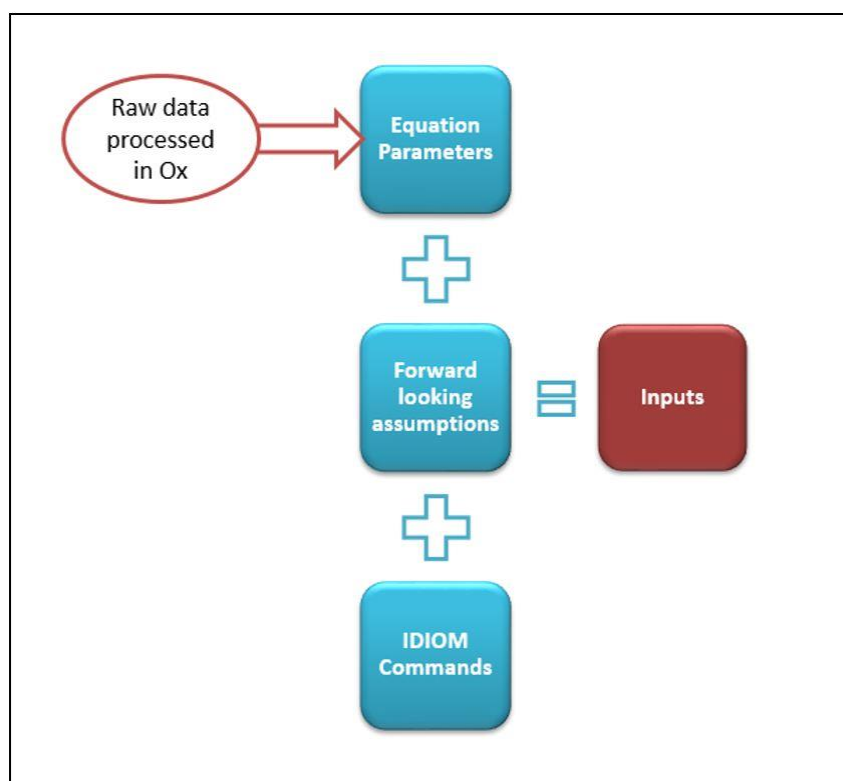 Raw data
processed
in Ox
Equation
Parameters
Forward
looking
assumptions
Inputs
IDIOM
Commands